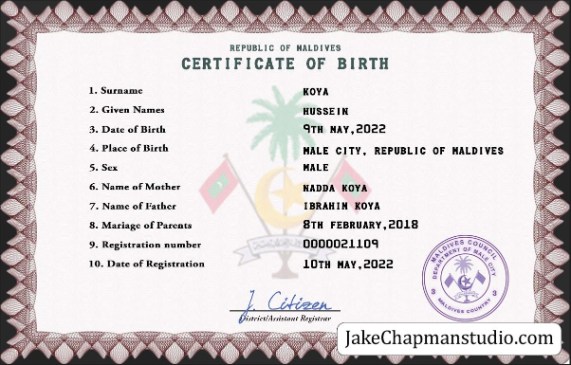 REPUBLIC OF MALDIVES
CERTIFICATE OF BIRTH
1. Surname KOYA
2. Given Names HUSSEIN
3. Date of Birth 9TH MAY,2022
4. Place of Birth MALE CITY, REPUBLIC OF MALDIVES
5. Sex MALE
6. Name of Mother NADDA KOYA
7. Name of Father IBRAHIM KOYA
8. Mariage of Parents 8TH FEBRUARY,2018
9. Registration number 00000021109
10. Date of Registration 10TH MAY,2022
MALDIVES COUNCIL
DEPARTMENT OF MALE CITY
MALDIVES COUNTRY
J. Citizen
District/Assistant Registrar
JakeChapmanstudio.com